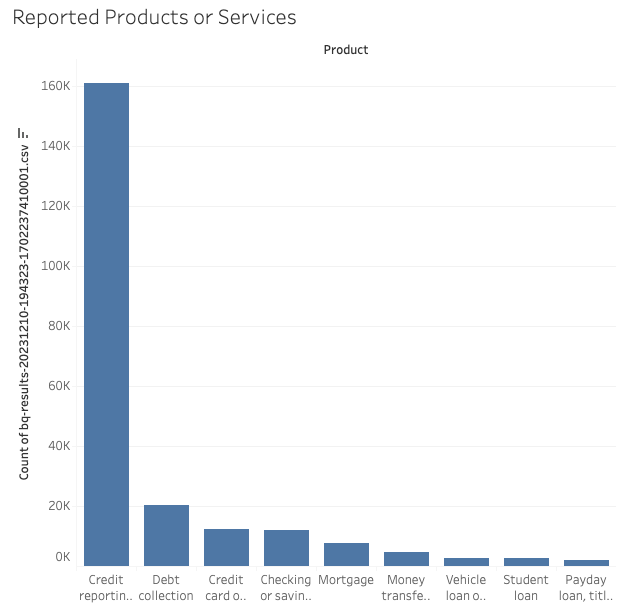 Reported Products or Services
Product
Count of bq-results-20231210-194323-1702237410001.csv
160K
140K
120K
100K
80K
60K
40K
20K
0K
Credit
reportin..
Debt
collection
Credit
card o..
Checking
or savin..
Mortgage
Money
transfe..
Vehicle
loan o..
Student
loan
Payday
loan, titl..